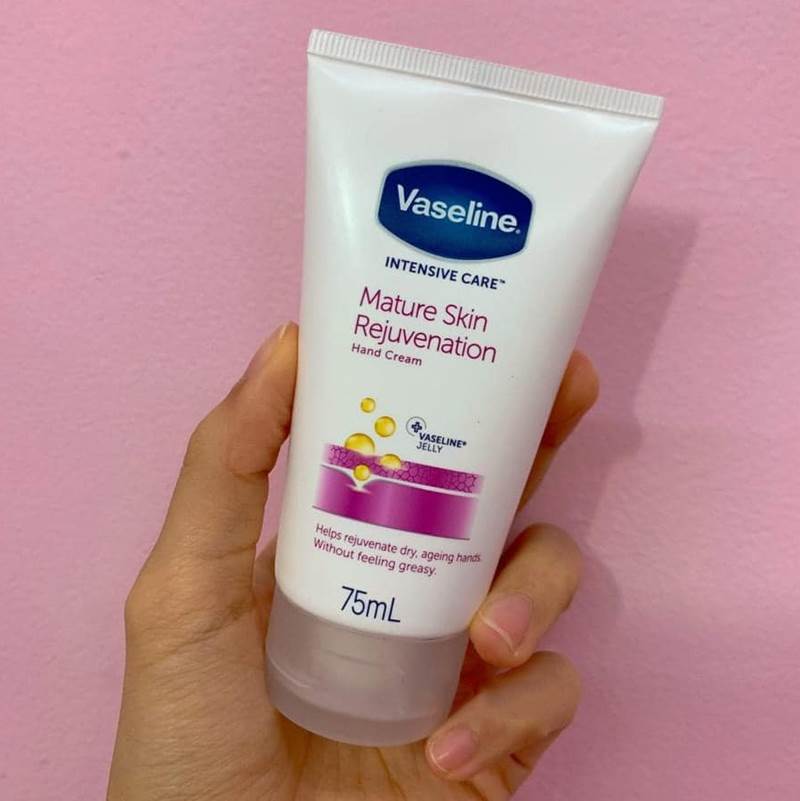 Vaseline.
INTENSIVE CARE™
Mature Skin
Rejuvenation
Hand Cream
VASELINE®
JELLY
Helps rejuvenate dry, ageing hands.
Without feeling greasy.
75mL